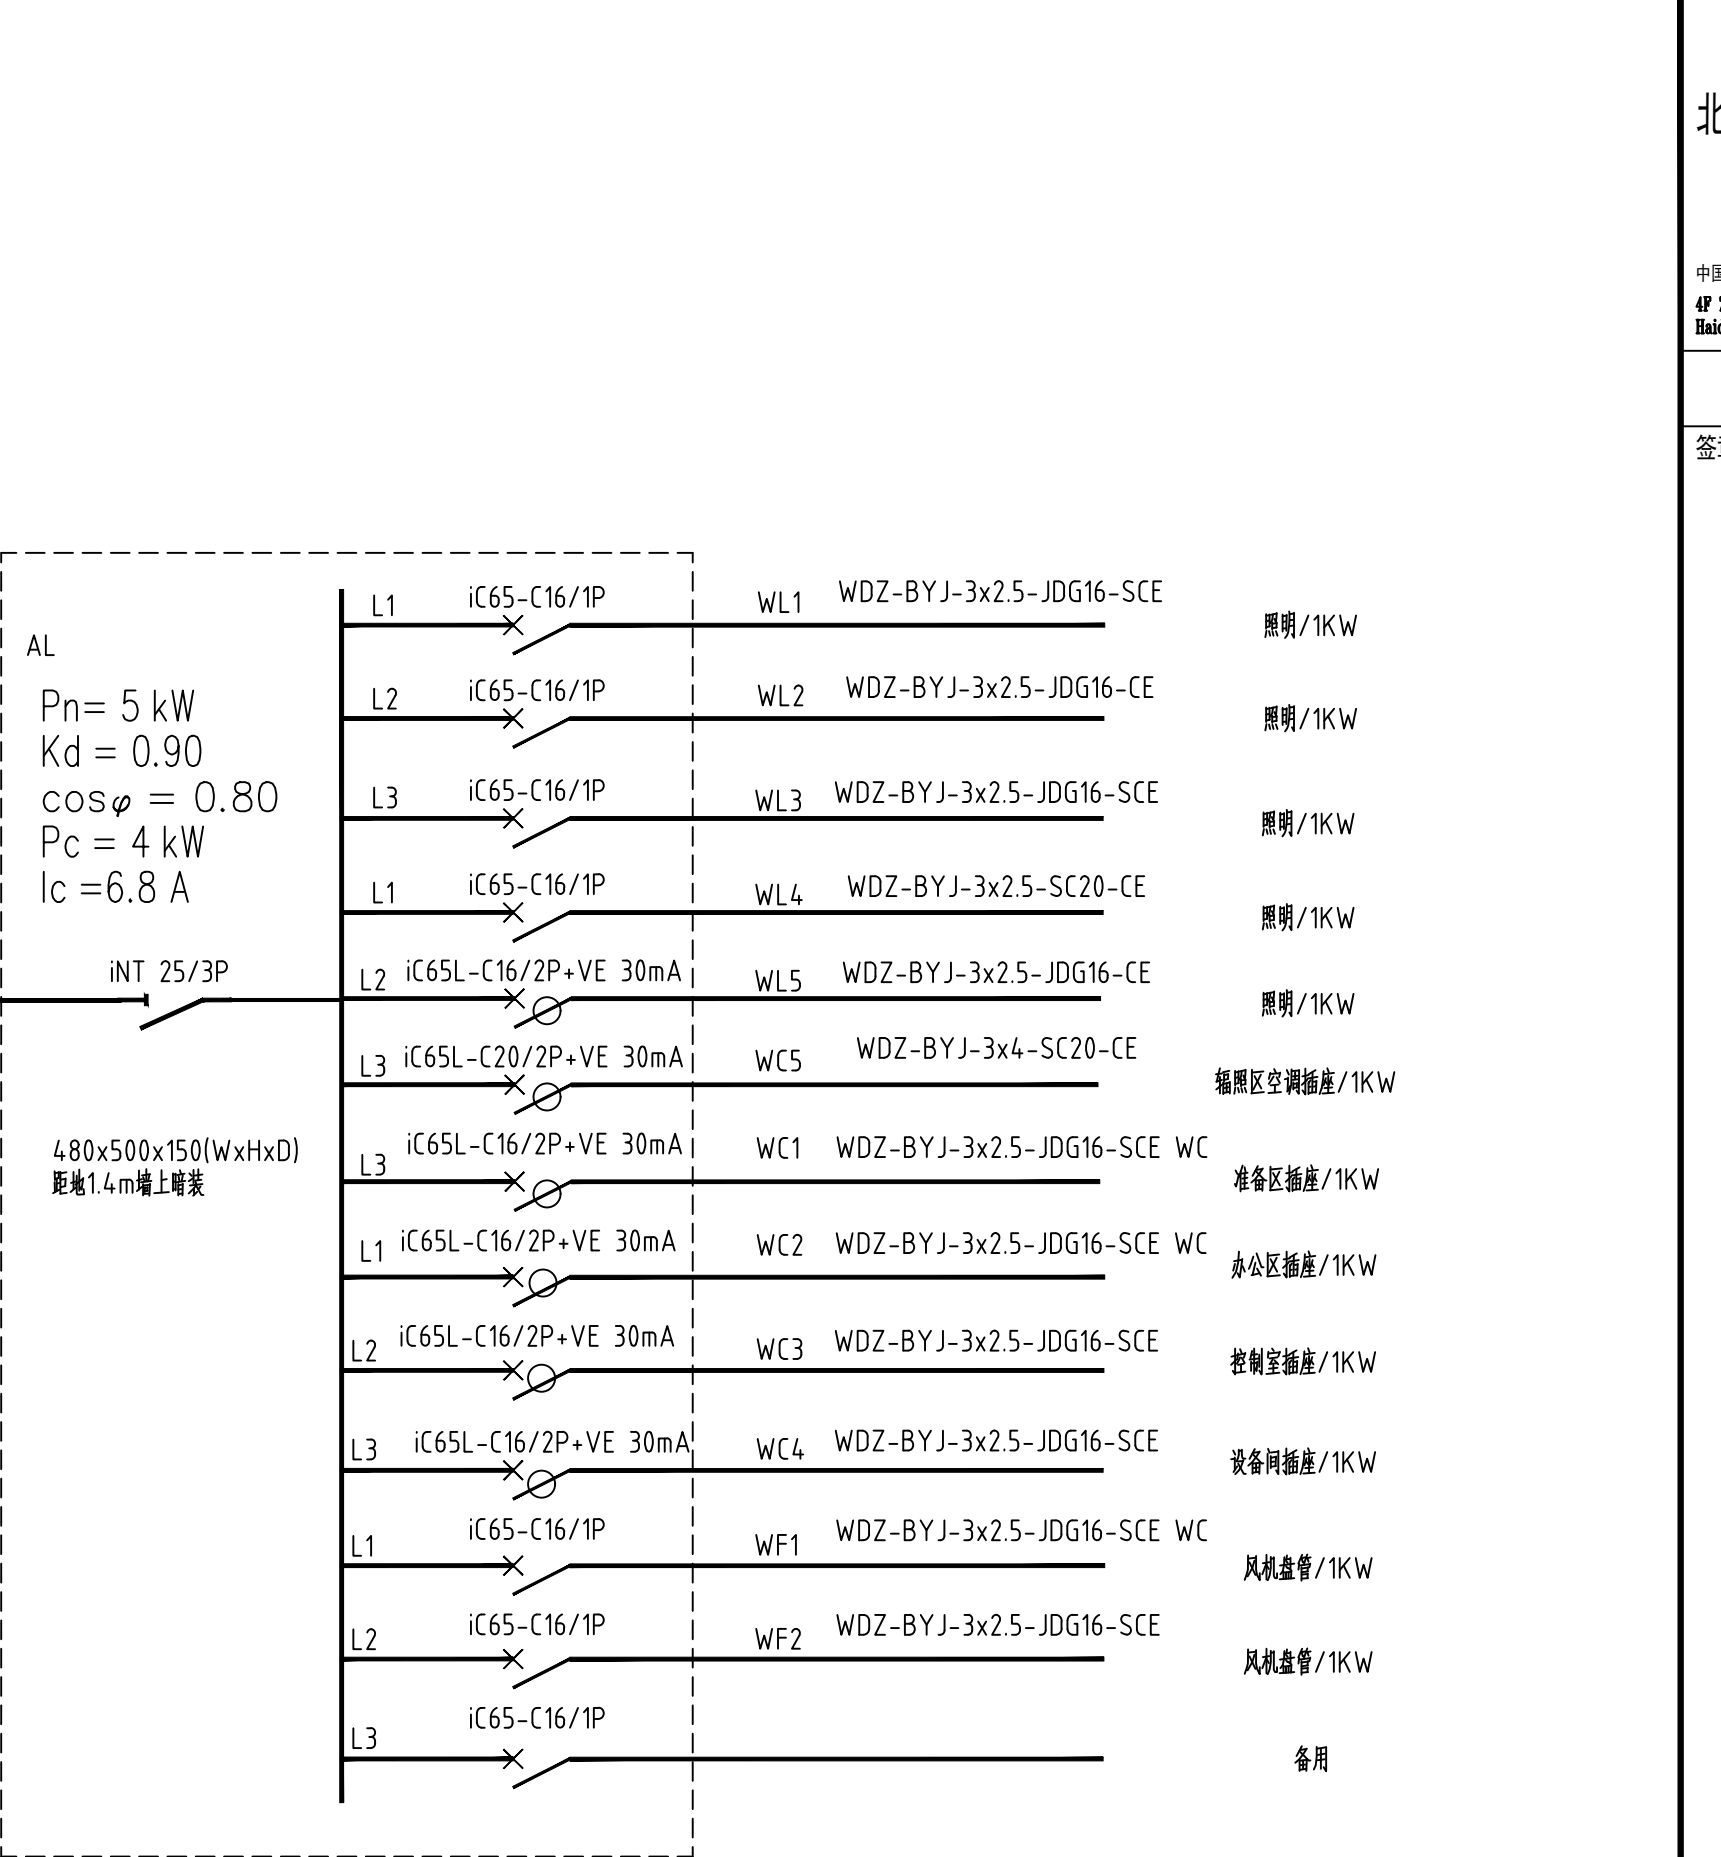 北
中国
4F
Haid
签
L1 iC65-C16/1P WL1 WDZ-BYJ-3x2.5-JDG16-SCE 照明/1KW
AL
L2 iC65-C16/1P WL2 WDZ-BYJ-3x2.5-JDG16-CE 照明/1KW
Pn= 5 kW
Kd = 0.90
cosφ = 0.80
Pc = 4 kW
Ic =6.8 A
L3 iC65-C16/1P WL3 WDZ-BYJ-3x2.5-JDG16-SCE 照明/1KW
L1 iC65-C16/1P WL4 WDZ-BYJ-3x2.5-SC20-CE 照明/1KW
iNT 25/3P
L2 iC65L-C16/2P+VE 30mA WL5 WDZ-BYJ-3x2.5-JDG16-CE 照明/1KW
L3 iC65L-C20/2P+VE 30mA WC5 WDZ-BYJ-3x4-SC20-CE 辐照区空调插座/1KW
480x500x150(WxHxD)
距地1.4m墙上暗装
L3 iC65L-C16/2P+VE 30mA WC1 WDZ-BYJ-3x2.5-JDG16-SCE WC 准备区插座/1KW
L1 iC65L-C16/2P+VE 30mA WC2 WDZ-BYJ-3x2.5-JDG16-SCE WC 办公区插座/1KW
L2 iC65L-C16/2P+VE 30mA WC3 WDZ-BYJ-3x2.5-JDG16-SCE 控制室插座/1KW
L3 iC65L-C16/2P+VE 30mA WC4 WDZ-BYJ-3x2.5-JDG16-SCE 设备间插座/1KW
L1 iC65-C16/1P WF1 WDZ-BYJ-3x2.5-JDG16-SCE WC 风机盘管/1KW
L2 iC65-C16/1P WF2 WDZ-BYJ-3x2.5-JDG16-SCE 风机盘管/1KW
L3 iC65-C16/1P 备用